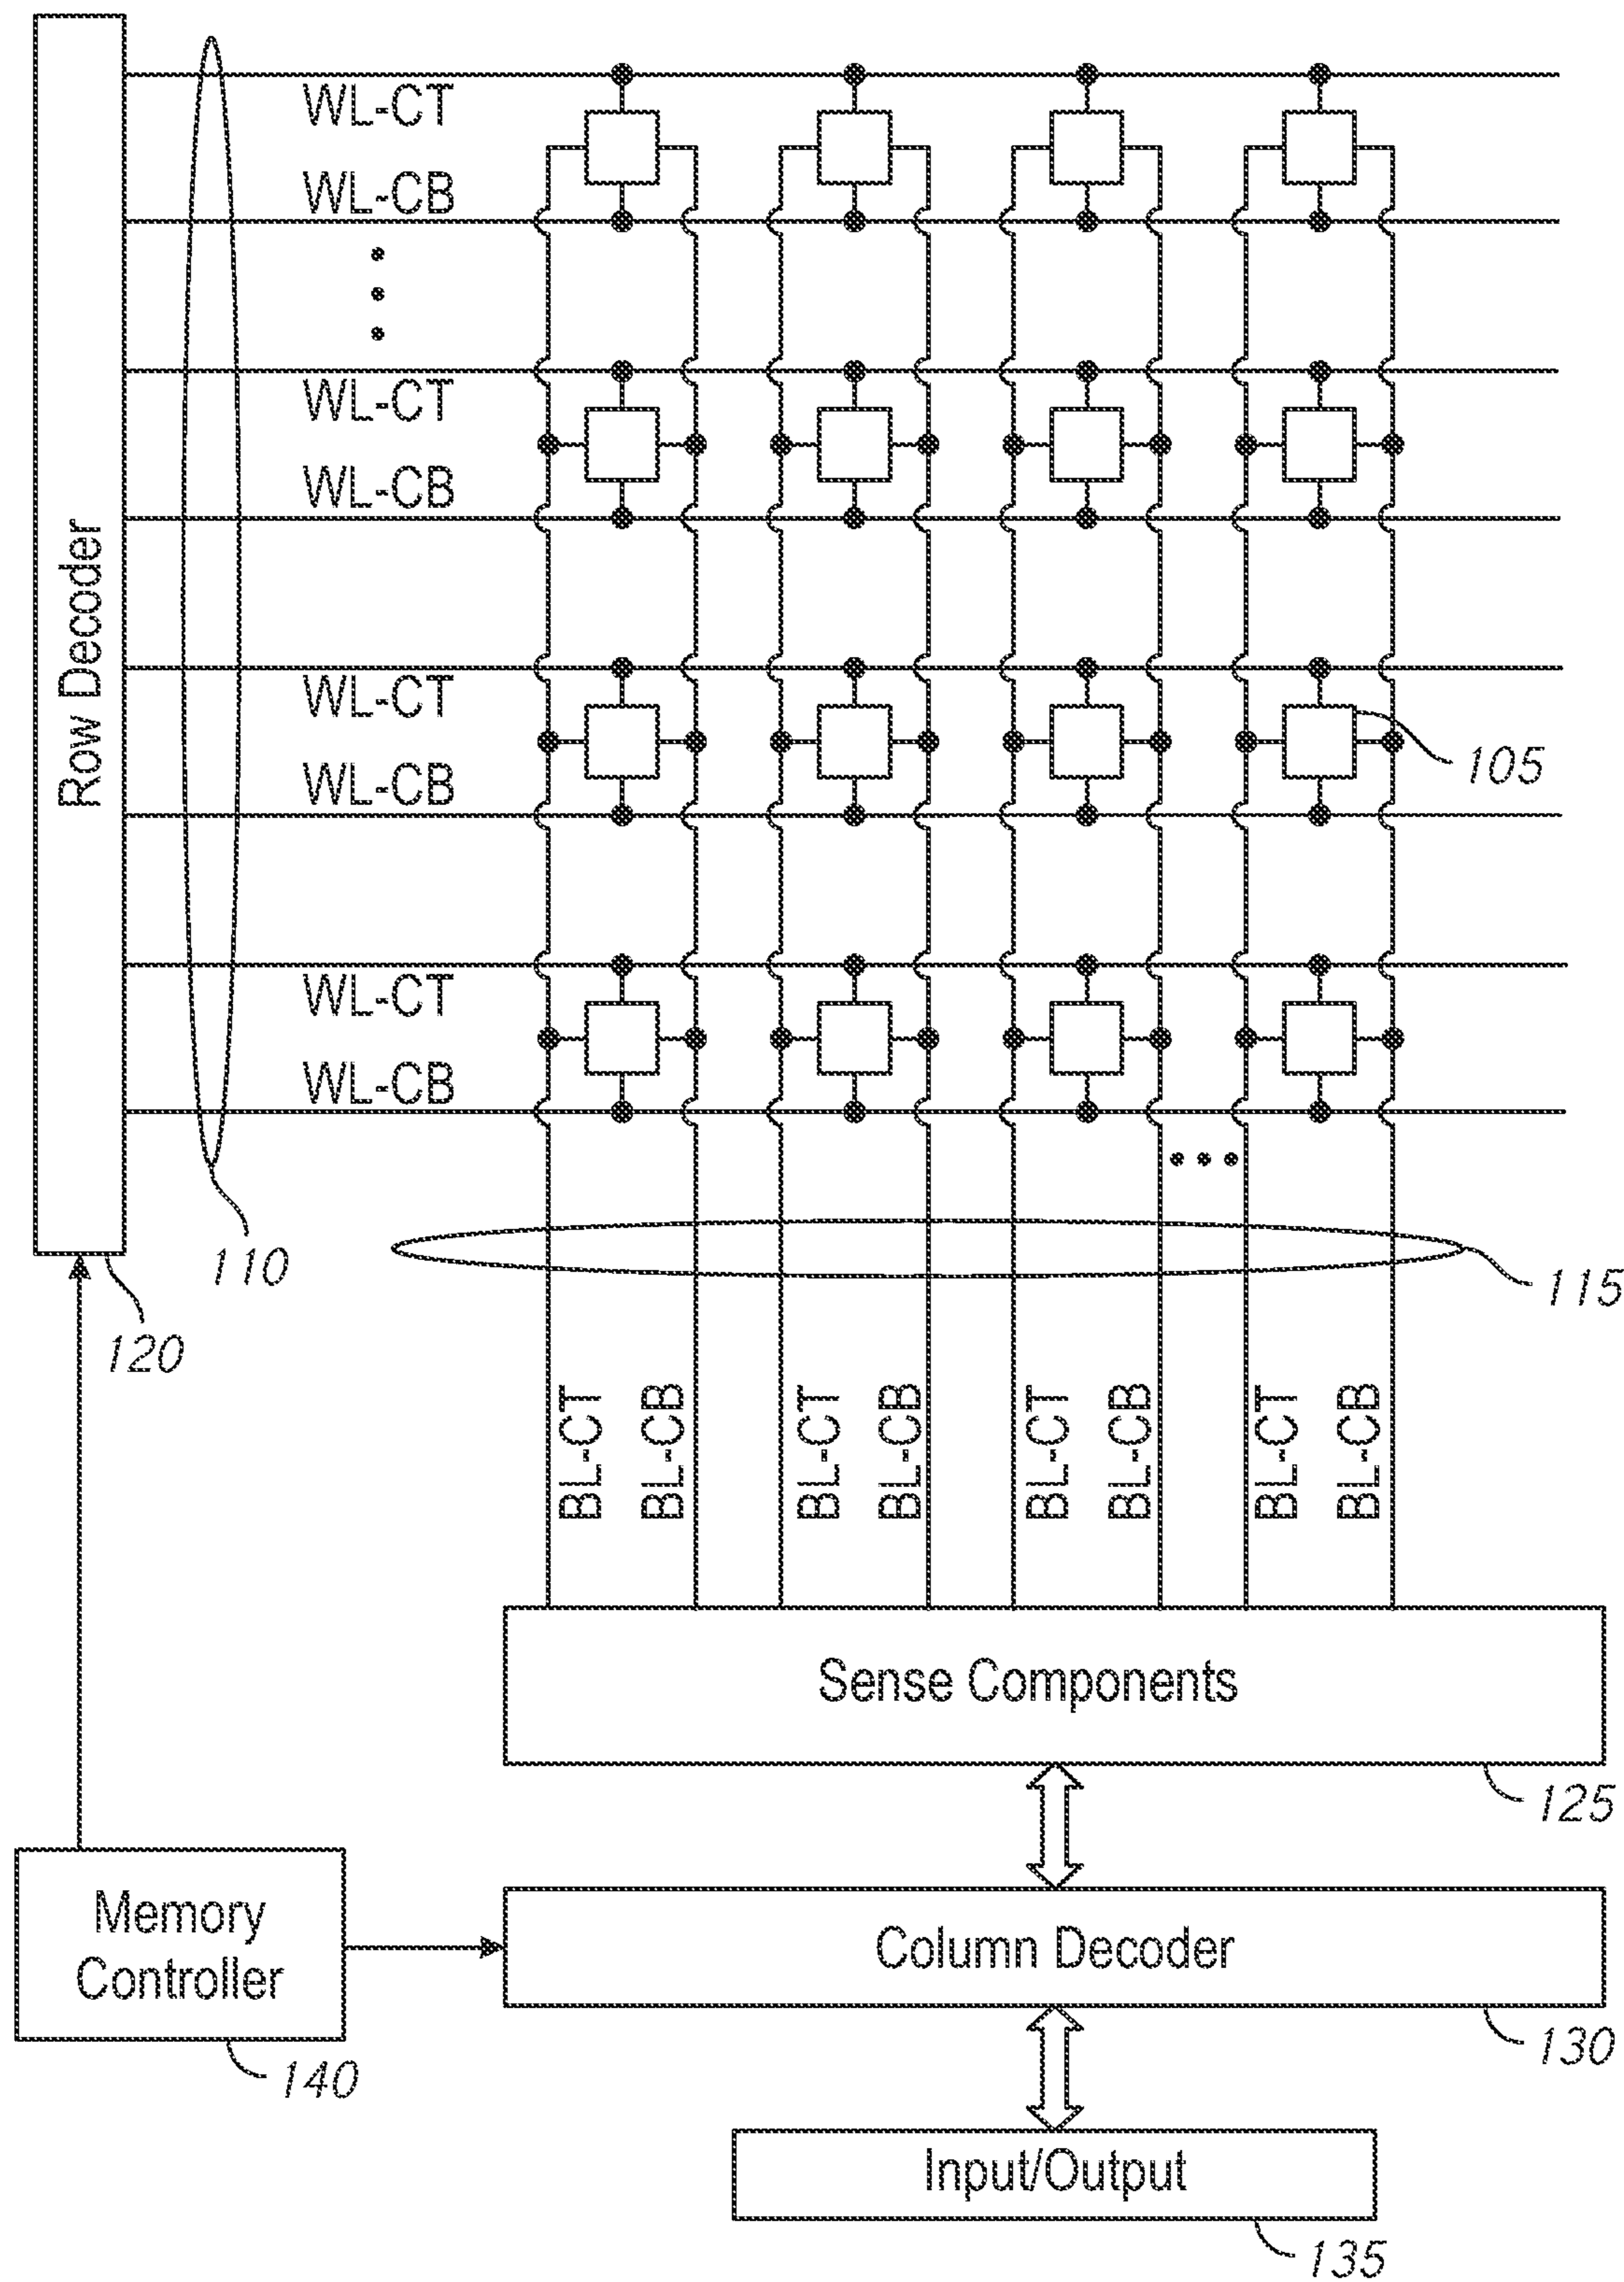 WL-CT
WL-CB
WL-CT
WL-CB
Row Decoder
WL-CT
WL-CB
105
WL-CT
WL-CB
110
115
120
BL-CT
BL-CB
BL-CT
BL-CB
BL-CT
BL-CB
BL-CT
BL-CB
Sense Components
125
Memory
Controller
Column Decoder
130
140
Input/Output
135